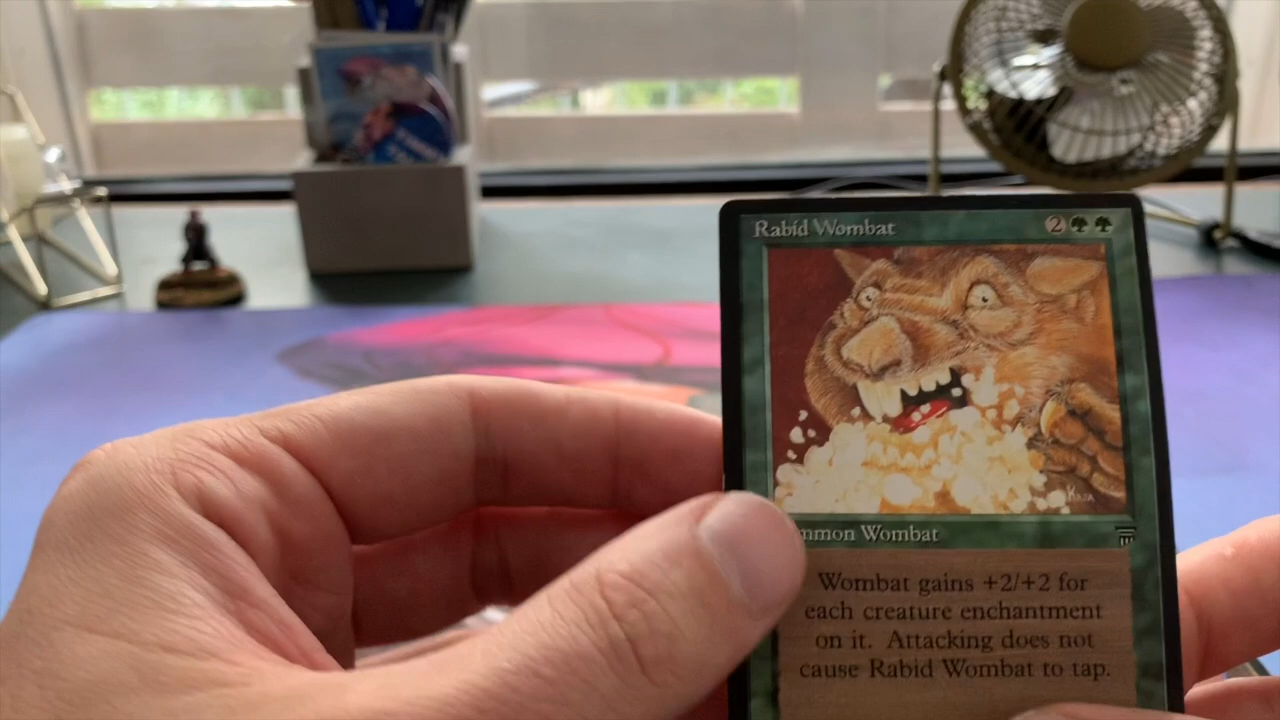 Rabid Wombat 2
KAJA
mmon Wombat
Wombat gains +2/+2 for
each creature enchantment
on it. Attacking does not
cause Rabid Wombat to tap.